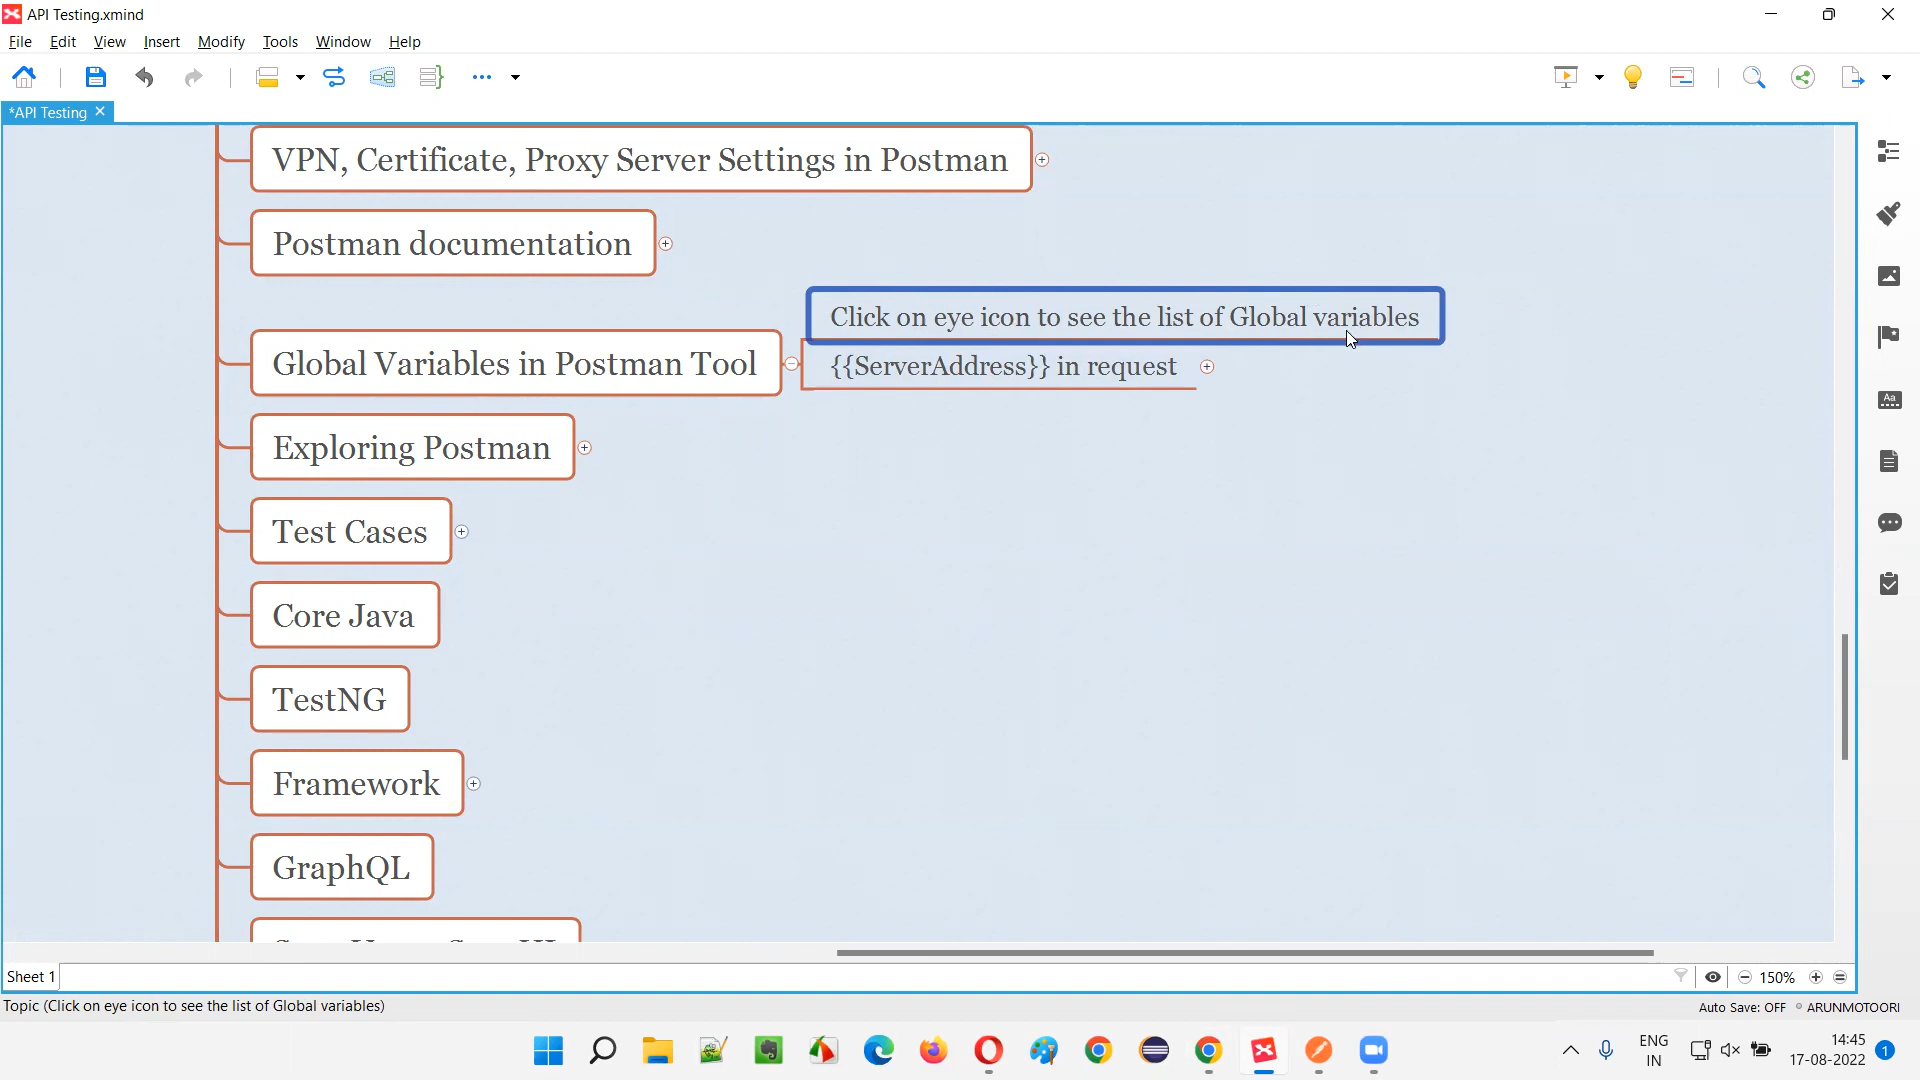 API Testing.xmind
File Edit View Insert Modify Tools Window Help
*API Testing
VPN, Certificate, Proxy Server Settings in Postman
Postman documentation
Click on eye icon to see the list of Global variables
Global Variables in Postman Tool
{{ServerAddress}} in request
Exploring Postman
Test Cases
Core Java
TestNG
Framework
GraphQL
Sheet 1
150%
Topic (Click on eye icon to see the list of Global variables)
Auto Save: OFF
ARUNMOTOORI
ENG
IN
14:45
17-08-2022
1